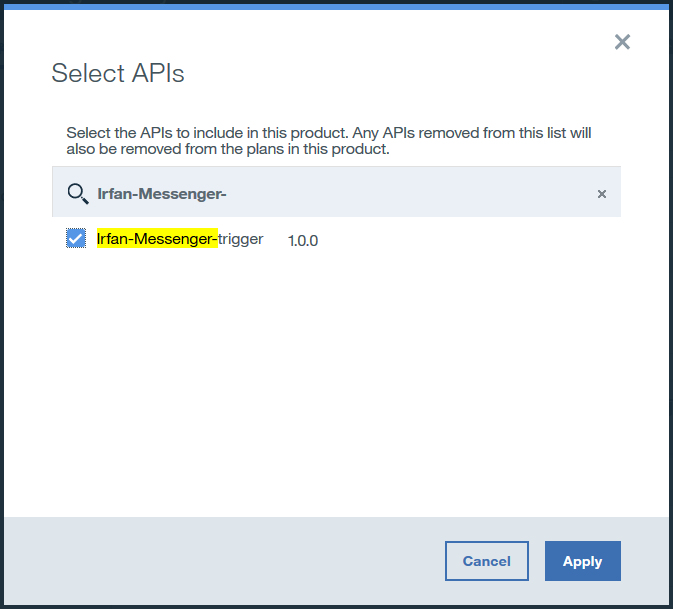 Select APIs
Select the APIs to include in this product. Any APIs removed from this list will
also be removed from the plans in this product.
Irfan-Messenger-
Irfan-Messenger-trigger 1.0.0
Cancel Apply